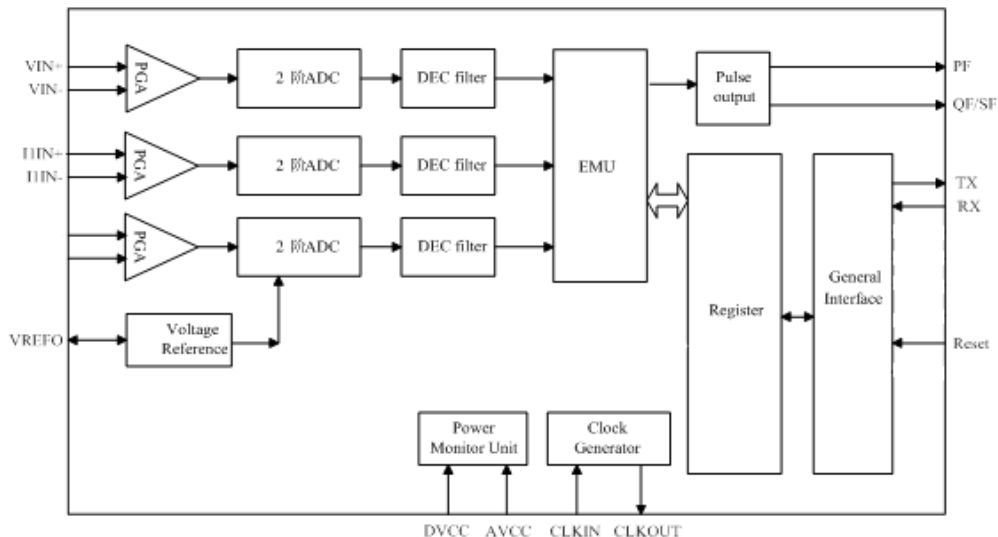 VIN+
VIN-
PGA
2 阶ADC
DEC filter
EMU
Pulse
output
PF
QF/SF
I1IN+
I1IN-
PGA
2 阶ADC
DEC filter
PGA
2 阶ADC
DEC filter
TX
RX
VREFO
Voltage
Reference
Register
General
Interface
Reset
Power
Monitor Unit
Clock
Generator
DVCC
AVCC
CLKIN
CLKOUT